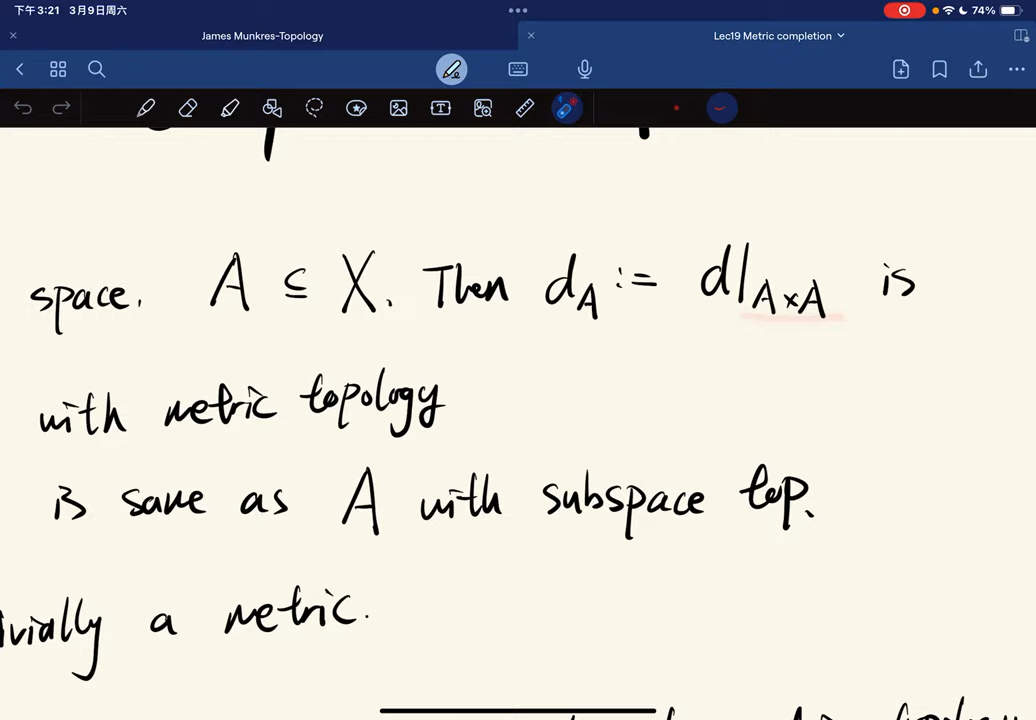 下午3:21 3月9日周六
74%
James Munkres-Topology
Lec19 Metric completion
space. A ⊆ X. Then d_A := d|_{A×A} is
with metric topology
is same as A with subspace top.
a metric.